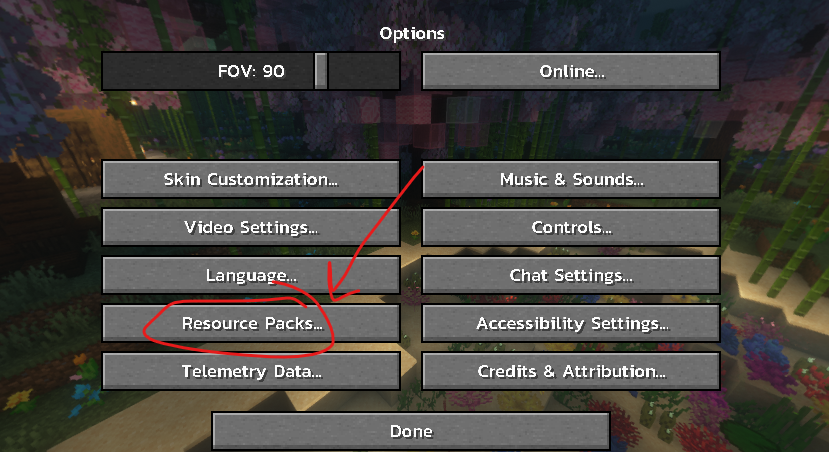 Options
FOV: 90
Online...
Skin Customization...
Music & Sounds...
Video Settings...
Controls...
Language...
Chat Settings...
Resource Packs...
Accessibility Settings...
Telemetry Data...
Credits & Attribution...
Done